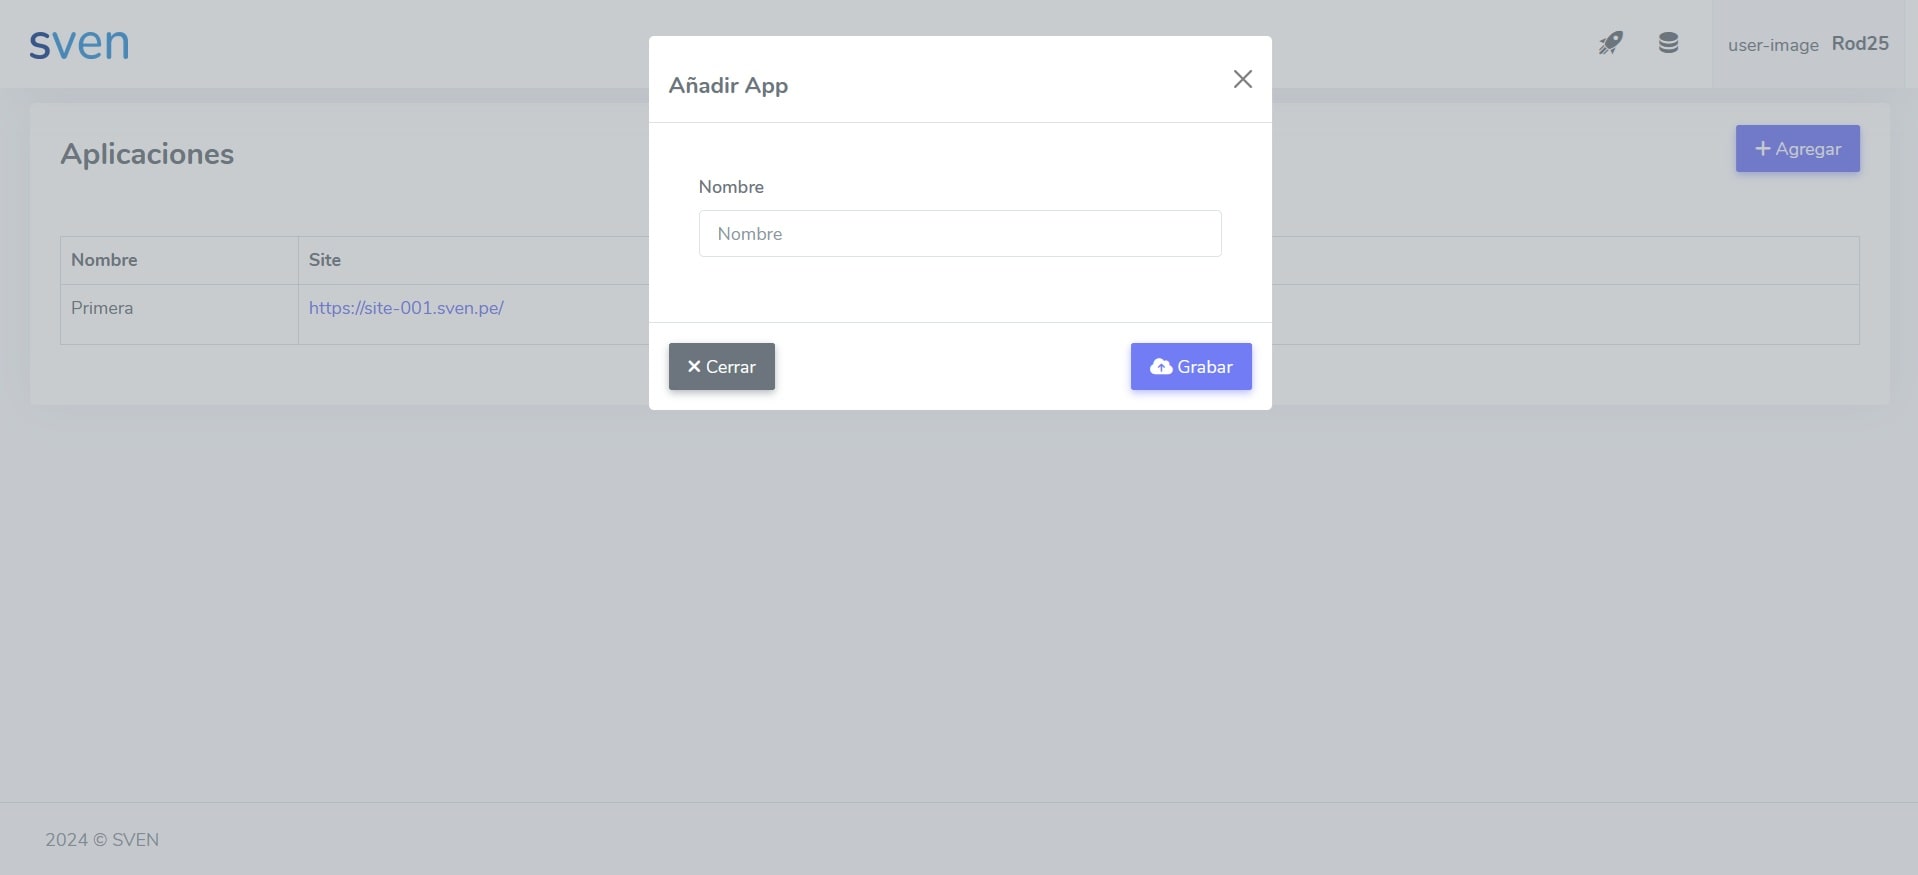 sven
user-image Rod25
Añadir App
Aplicaciones
+ Agregar
Nombre
Nombre
Nombre Site
Primera https://site-001.sven.pe/
Cerrar
Grabar
2024 © SVEN